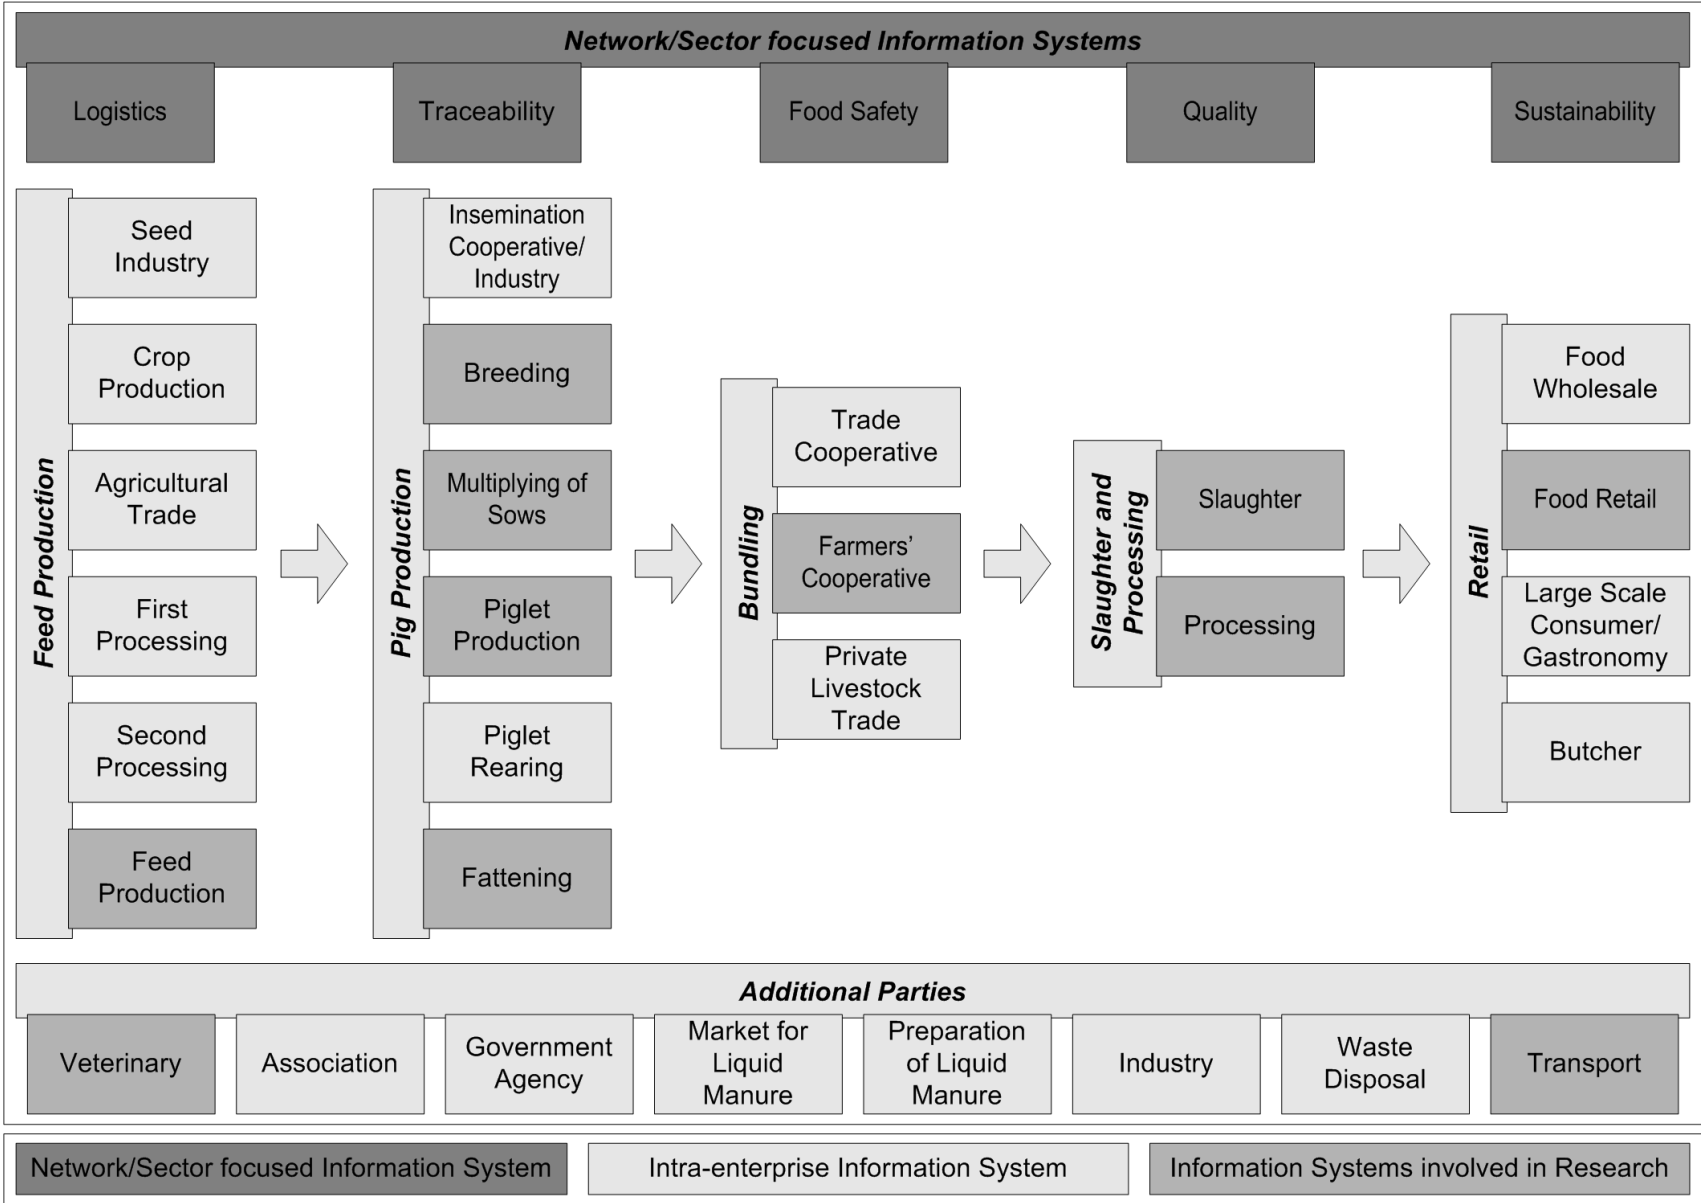 Network/Sector focused Information Systems
Logistics
Traceability
Food Safety
Quality
Sustainability
Feed Production
Seed
Industry
Crop
Production
Agricultural
Trade
First
Processing
Second
Processing
Feed
Production
Pig Production
Insemination
Cooperative/
Industry
Breeding
Multiplying of
Sows
Piglet
Production
Piglet
Rearing
Fattening
Bundling
Trade
Cooperative
Farmers’
Cooperative
Private
Livestock
Trade
Slaughter and
Processing
Slaughter
Processing
Retail
Food
Wholesale
Food Retail
Large Scale
Consumer/
Gastronomy
Butcher
Additional Parties
Veterinary
Association
Government
Agency
Market for
Liquid
Manure
Preparation
of Liquid
Manure
Industry
Waste
Disposal
Transport
Network/Sector focused Information System
Intra-enterprise Information System
Information Systems involved in Research